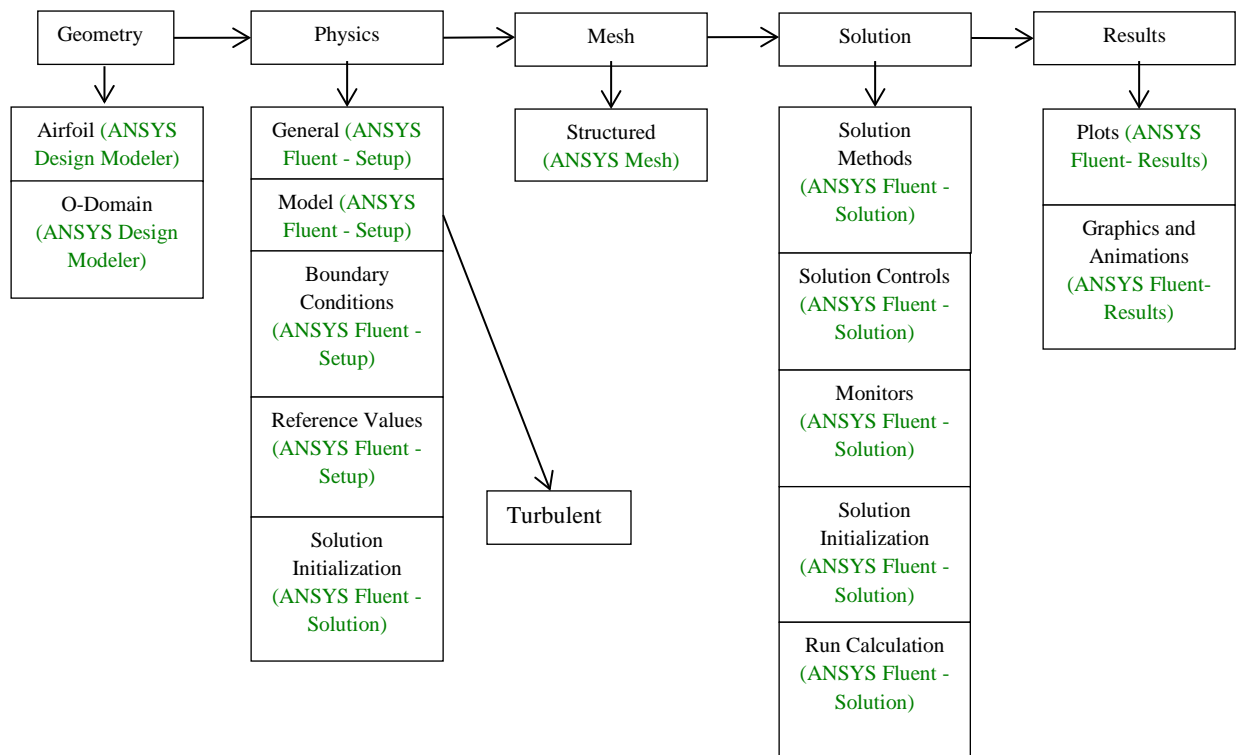 Geometry
Physics
Mesh
Solution
Results
Airfoil (ANSYS
Design Modeler)
O-Domain
(ANSYS Design
Modeler)
General (ANSYS
Fluent - Setup)
Model (ANSYS
Fluent - Setup)
Boundary
Conditions
(ANSYS Fluent -
Setup)
Reference Values
(ANSYS Fluent -
Setup)
Solution
Initialization
(ANSYS Fluent -
Solution)
Structured
(ANSYS Mesh)
Turbulent
Solution
Methods
(ANSYS Fluent -
Solution)
Solution Controls
(ANSYS Fluent -
Solution)
Monitors
(ANSYS Fluent -
Solution)
Solution
Initialization
(ANSYS Fluent -
Solution)
Run Calculation
(ANSYS Fluent -
Solution)
Plots (ANSYS
Fluent- Results)
Graphics and
Animations
(ANSYS Fluent-
Results)